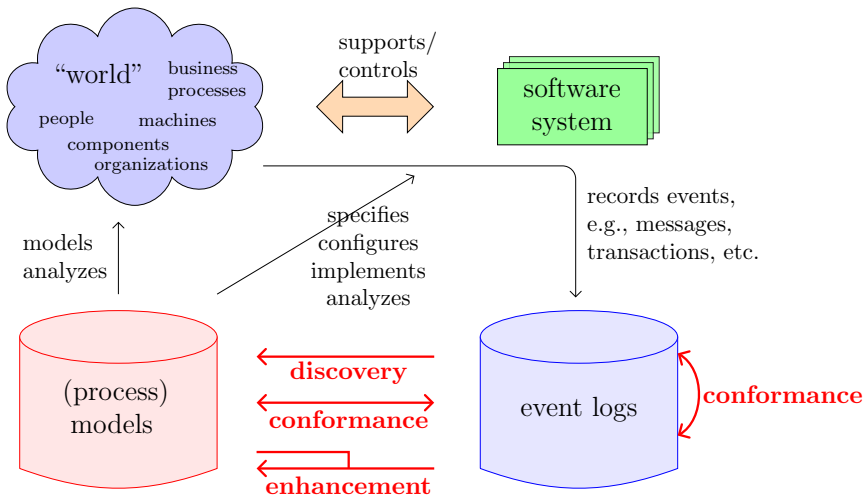 supports/
controls
“world”
business
processes
people
machines
components
organizations
software
system
records events,
e.g., messages,
transactions, etc.
specifies
configures
implements
analyzes
models
analyzes
(process)
models
discovery
conformance
enhancement
event logs
conformance